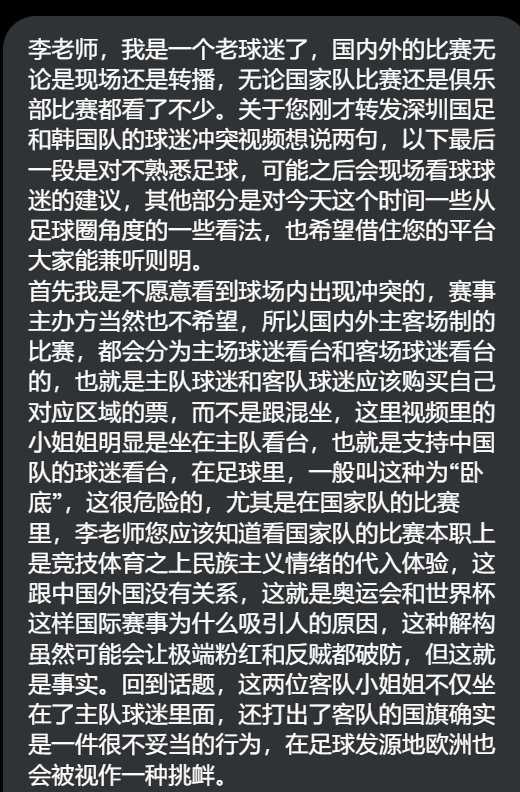 李老师，我是一个老球迷了，国内外的比赛无
论是现场还是转播，无论国家队比赛还是俱乐
部比赛都看了不少。关于您刚才转发深圳国足
和韩国队的球迷冲突视频想说两句，以下最后
一段是对不熟悉足球，可能之后会现场看球球
迷的建议，其他部分是对今天这个时间一些从
足球圈角度的一些看法，也希望借住您的平台
大家能兼听则明。
首先我是不愿意看到球场内出现冲突的，赛事
主办方当然也不希望，所以国内外主客场制的
比赛，都会分为主场球迷看台和客场球迷看台
的，也就是主队球迷和客队球迷应该购买自己
对应区域的票，而不是跟混坐，这里视频里的
小姐姐明显是坐在主队看台，也就是支持中国
队的球迷看台，在足球里，一般叫这种为“卧
底”，这很危险的，尤其是在国家队的比赛
里，李老师您应该知道看国家队的比赛本职上
是竞技体育之上民族主义情绪的代入体验，这
跟中国外国没有关系，这就是奥运会和世界杯
这样国际赛事为什么吸引人的原因，这种解构
虽然可能会让极端粉红和反贼都破防，但这就
是事实。回到话题，这两位客队小姐姐不仅坐
在了主队球迷里面，还打出了客队的国旗确实
是一件很不妥当的行为，在足球发源地欧洲也
会被视作一种挑衅。